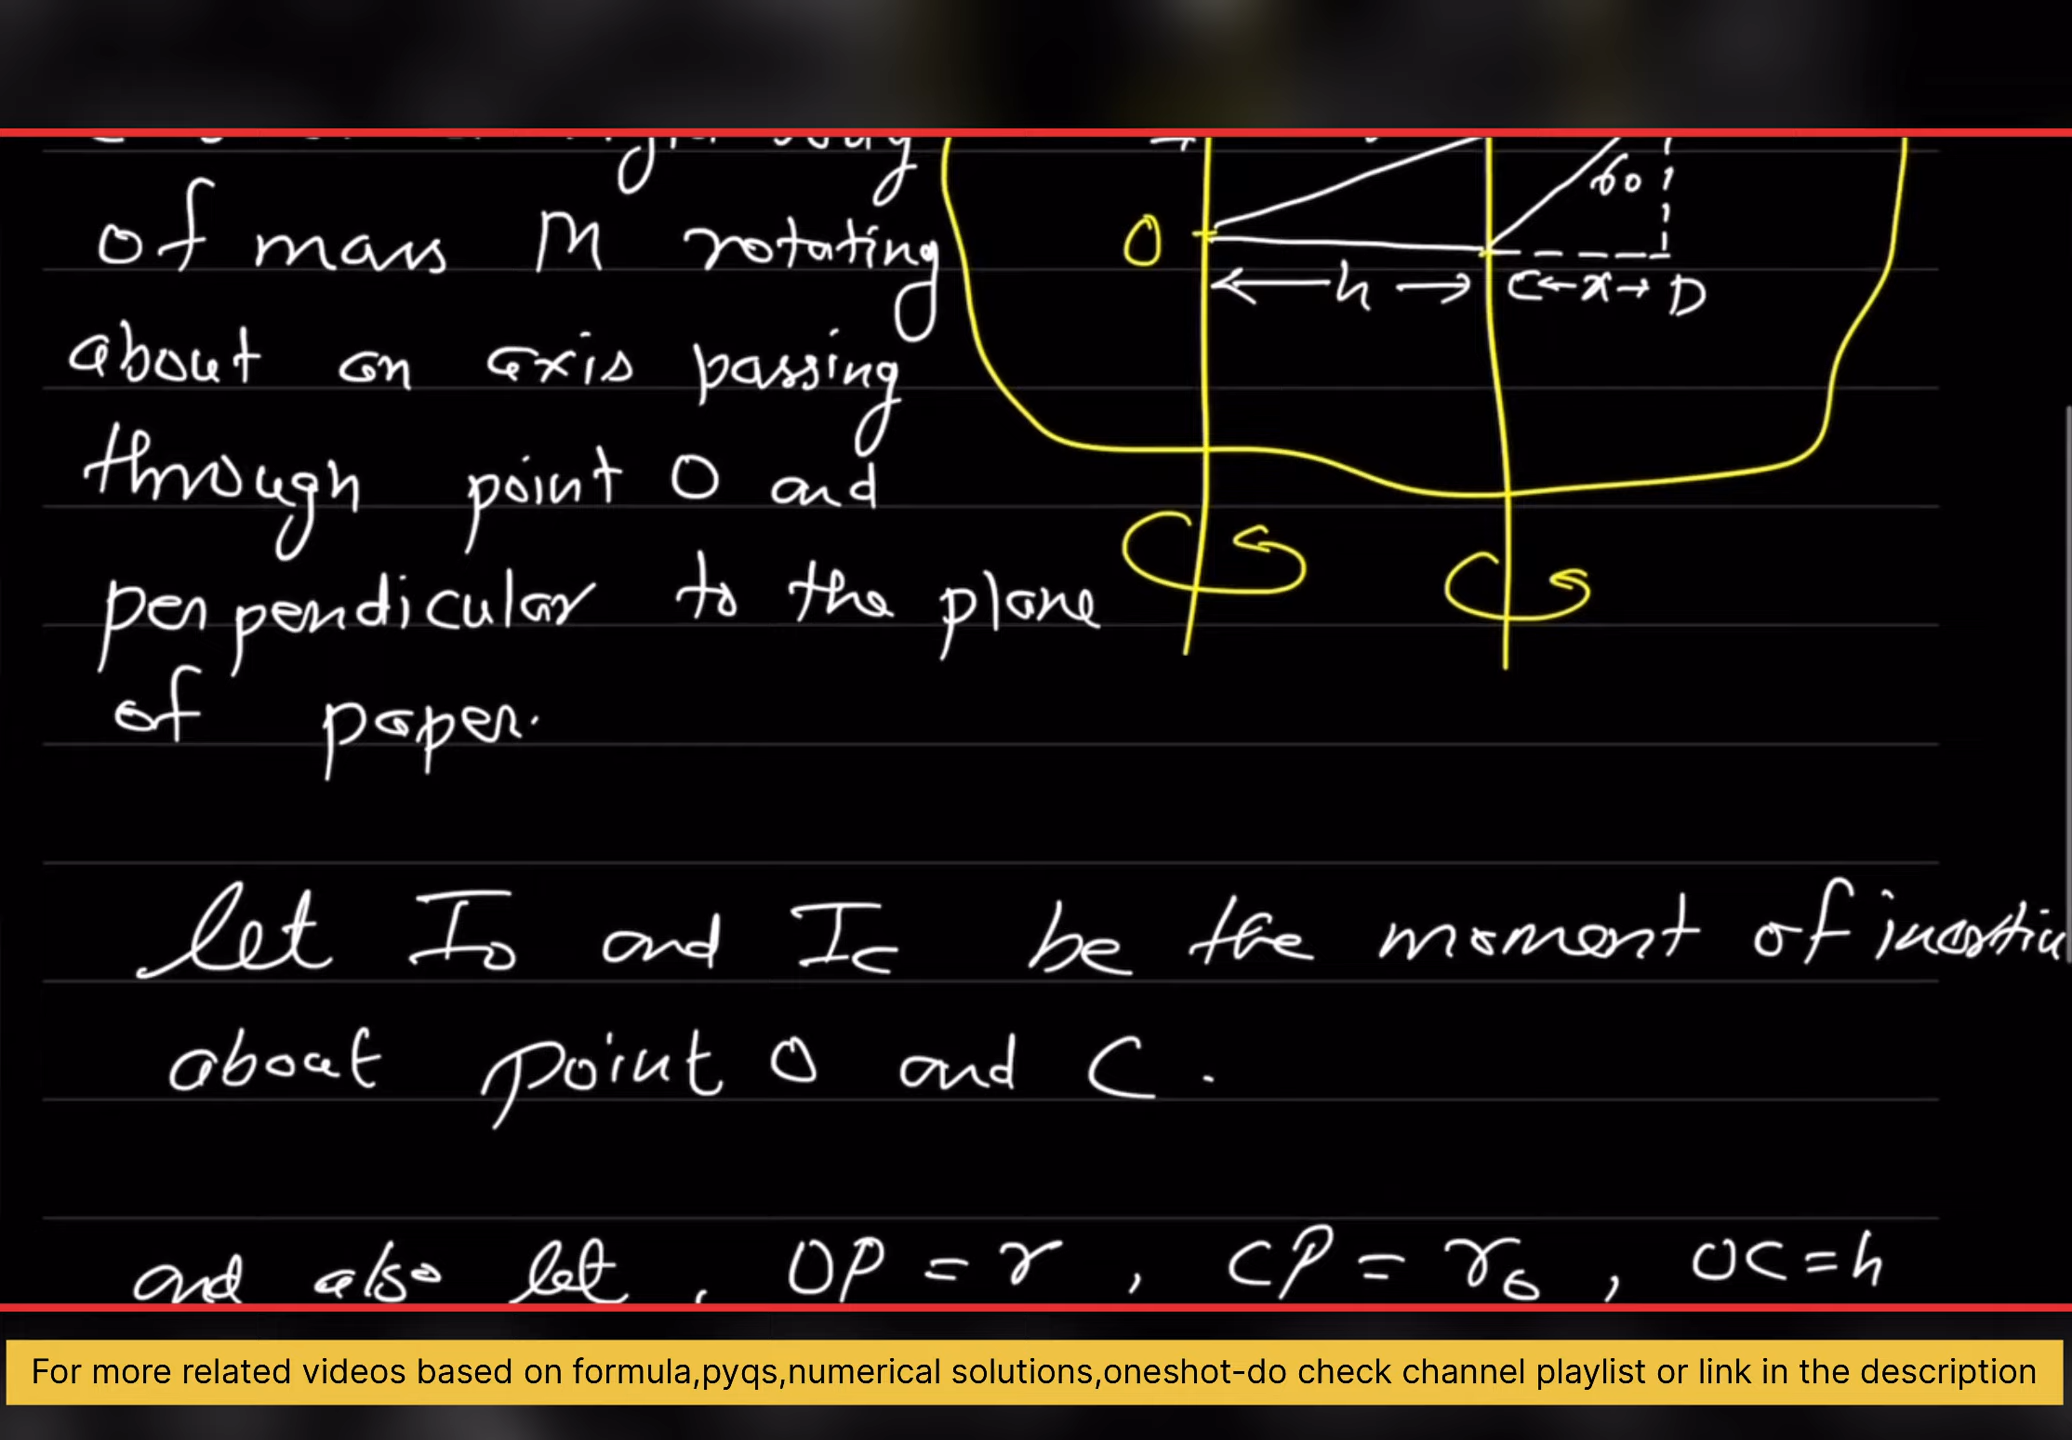 of mass M rotating
about an axis passing
through point O and
perpendicular to the plane
of paper.
O
h
C
x
D
let Io and Ic be the moment of inertia
about point O and C.
and also let, OP = r, CP = r₀, OC = h
For more related videos based on formula,pyqs,numerical solutions,oneshot-do check channel playlist or link in the description